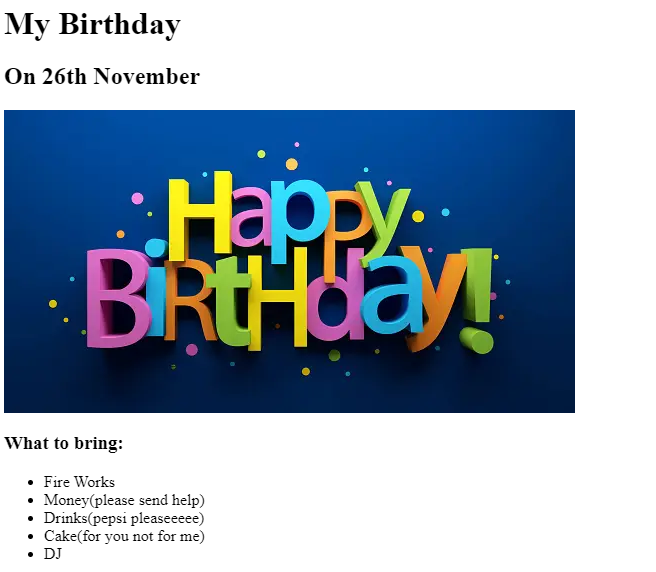 My Birthday
On 26th November
Happy
BiRtHday!
What to bring:
Fire Works
Money(please send help)
Drinks(pepsi pleaseeeee)
Cake(for you not for me)
DJ